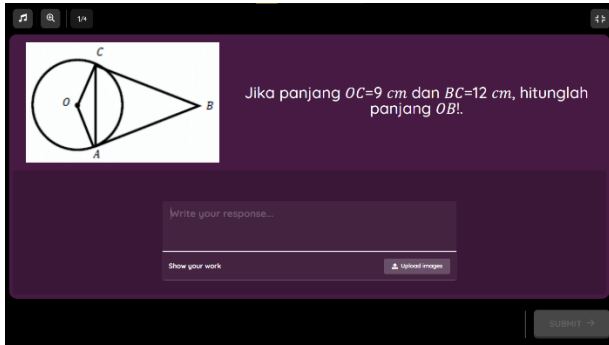 1/4
C
O
B
A
Jika panjang OC=9 cm dan BC=12 cm, hitunglah
panjang OB!.
Write your response...
Show your work
Upload images
SUBMIT →